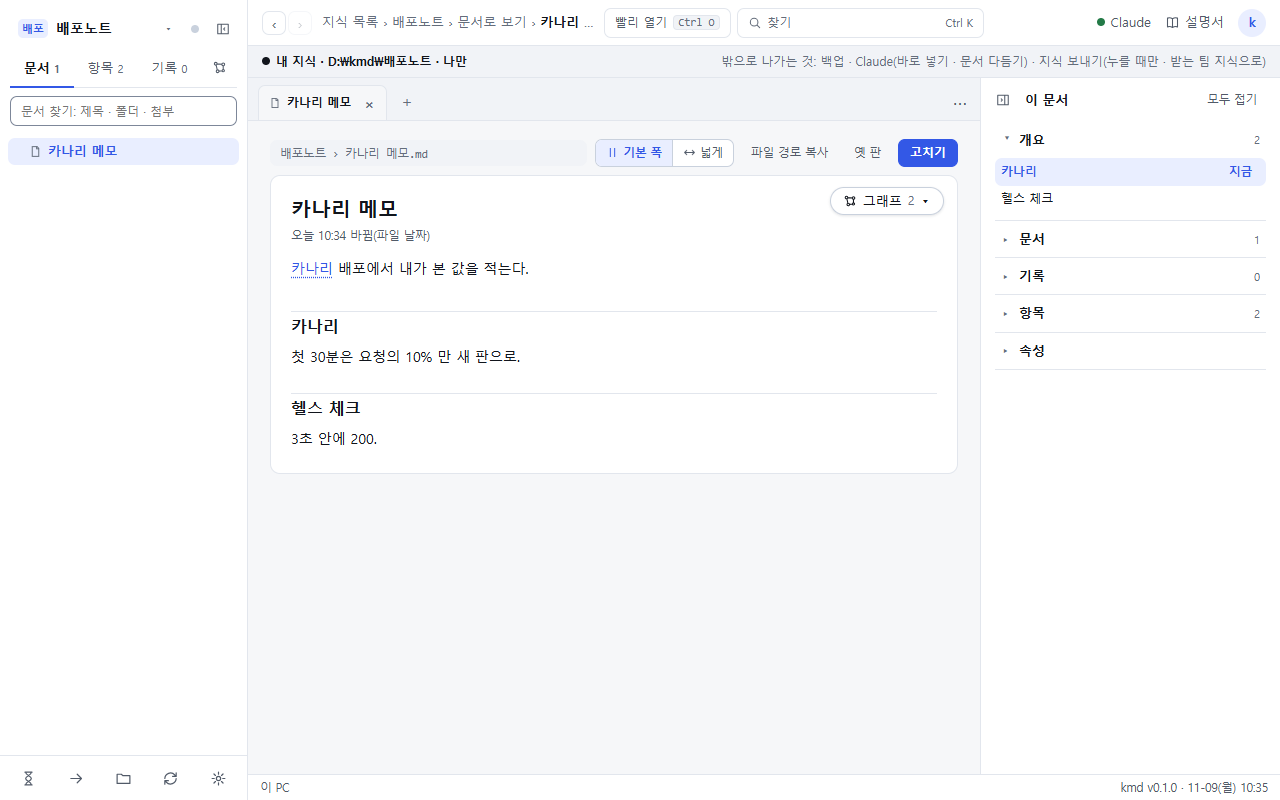 배포 배포노트
문서 1 항목 2 기록 0
문서 찾기: 제목 · 폴더 · 첨부
카나리 메모
지식 목록 › 배포노트 › 문서로 보기 › 카나리 ...
빨리 열기 Ctrl O
찾기 Ctrl K
Claude 설명서 k
내 지식 · D:\kmd\배포노트 · 나만
밖으로 나가는 것: 백업 · Claude(바로 넣기 · 문서 다듬기) · 지식 보내기(누를 때만 · 받는 팀 지식으로)
카나리 메모 × + ...
배포노트 › 카나리 메모.md
기본 폭 넓게 파일 경로 복사 옛 판 고치기
카나리 메모
그래프 2
오늘 10:34 바뀜(파일 날짜)
카나리 배포에서 내가 본 값을 적는다.
카나리
첫 30분은 요청의 10% 만 새 판으로.
헬스 체크
3초 안에 200.
이 문서 모두 접기
개요 2
카나리 지금
헬스 체크
문서 1
기록 0
항목 2
속성
이 PC
kmd v0.1.0 · 11-09(월) 10:35